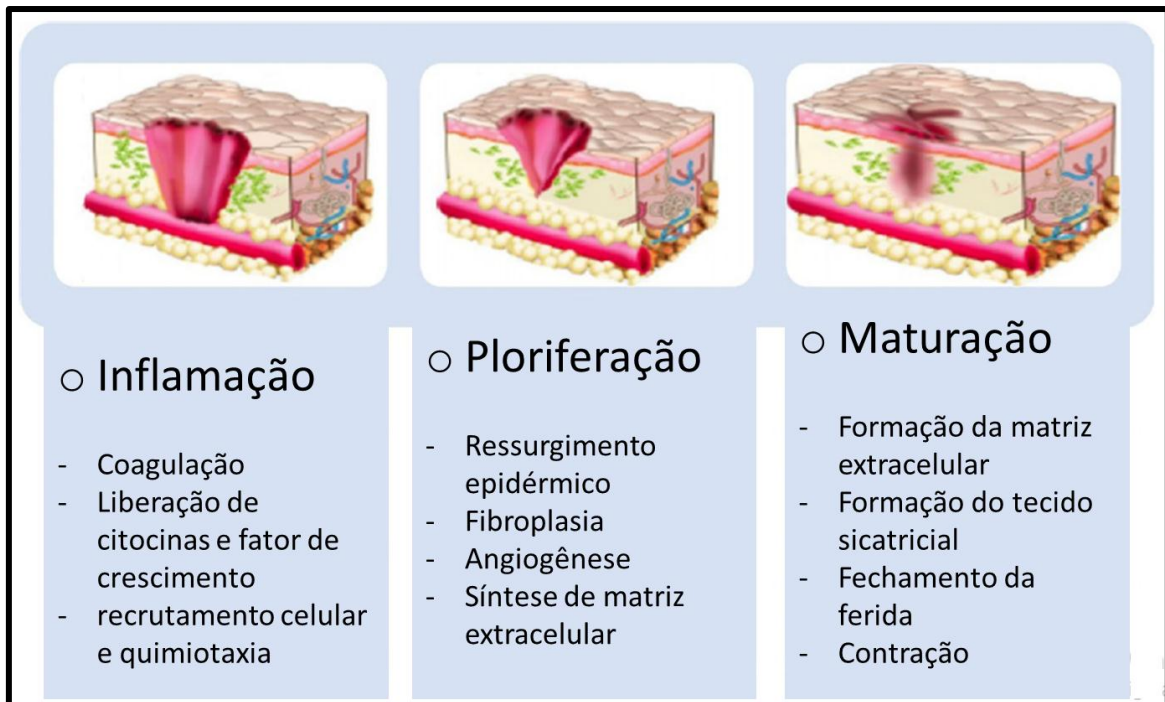 ○ Inflamação
- Coagulação
- Liberação de
citocinas e fator de
crescimento
- recrutamento celular
e quimiotaxia
○ Ploriferação
- Ressurgimento
epidérmico
- Fibroplasia
- Angiogênese
- Síntese de matriz
extracelular
○ Maturação
- Formação da matriz
extracelular
- Formação do tecido
sicatricial
- Fechamento da
ferida
- Contração